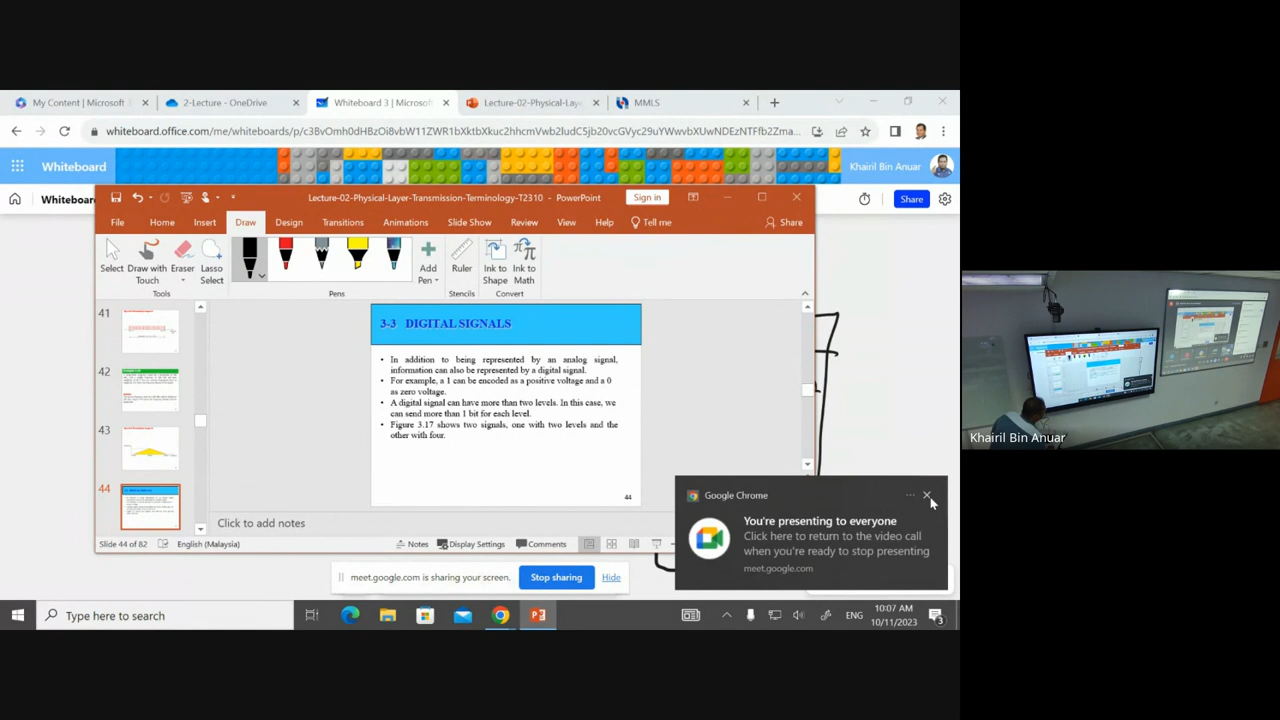 My Content | Microsoft 3
2-Lecture - OneDrive
Whiteboard 3 | Microsof
Lecture-02-Physical-Laye
MMLS
whiteboard.office.com/me/whiteboards/p/c3BvOmh0dHBzOi8vbW11ZWR1bXktbXkuc2hhcmVwb2ludC5jb20vcGVyc29uYWwvbXUwNDEzNTFfb2Zma...
Whiteboard
Khairil Bin Anuar
Whiteboar
Share
Lecture-02-Physical-Layer-Transmission-Terminology-T2310 - PowerPoint
Sign in
File Home Insert Draw Design Transitions Animations Slide Show Review View Help Tell me Share
Select
Draw with Touch
Eraser
Lasso Select
Add Pen
Ruler
Ink to Shape
Ink to Math
Tools
Pens
Stencils
Convert
41
42
43
44
3-3 DIGITAL SIGNALS
• In addition to being represented by an analog signal,
information can also be represented by a digital signal.
• For example, a 1 can be encoded as a positive voltage and a 0
as zero voltage.
• A digital signal can have more than two levels. In this case, we
can send more than 1 bit for each level.
• Figure 3.17 shows two signals, one with two levels and the
other with four.
44
Click to add notes
Slide 44 of 82
English (Malaysia)
Notes
Display Settings
Comments
Google Chrome
You're presenting to everyone
Click here to return to the video call
when you're ready to stop presenting
meet.google.com
meet.google.com is sharing your screen.
Stop sharing
Hide
Type here to search
ENG
10:07 AM
10/11/2023
3
Khairil Bin Anuar